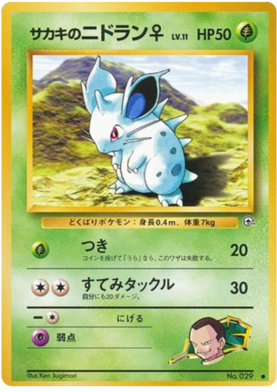 サカキのニドラン♀ LV.11 HP50
どくばりポケモン：身長0.4m、体重7kg
つき 20
コインを投げて「うら」なら、このワザは失敗する。
すてみタックル 30
自分にも20ダメージ。
にげる
弱点
Illus. Ken Sugimori No.029